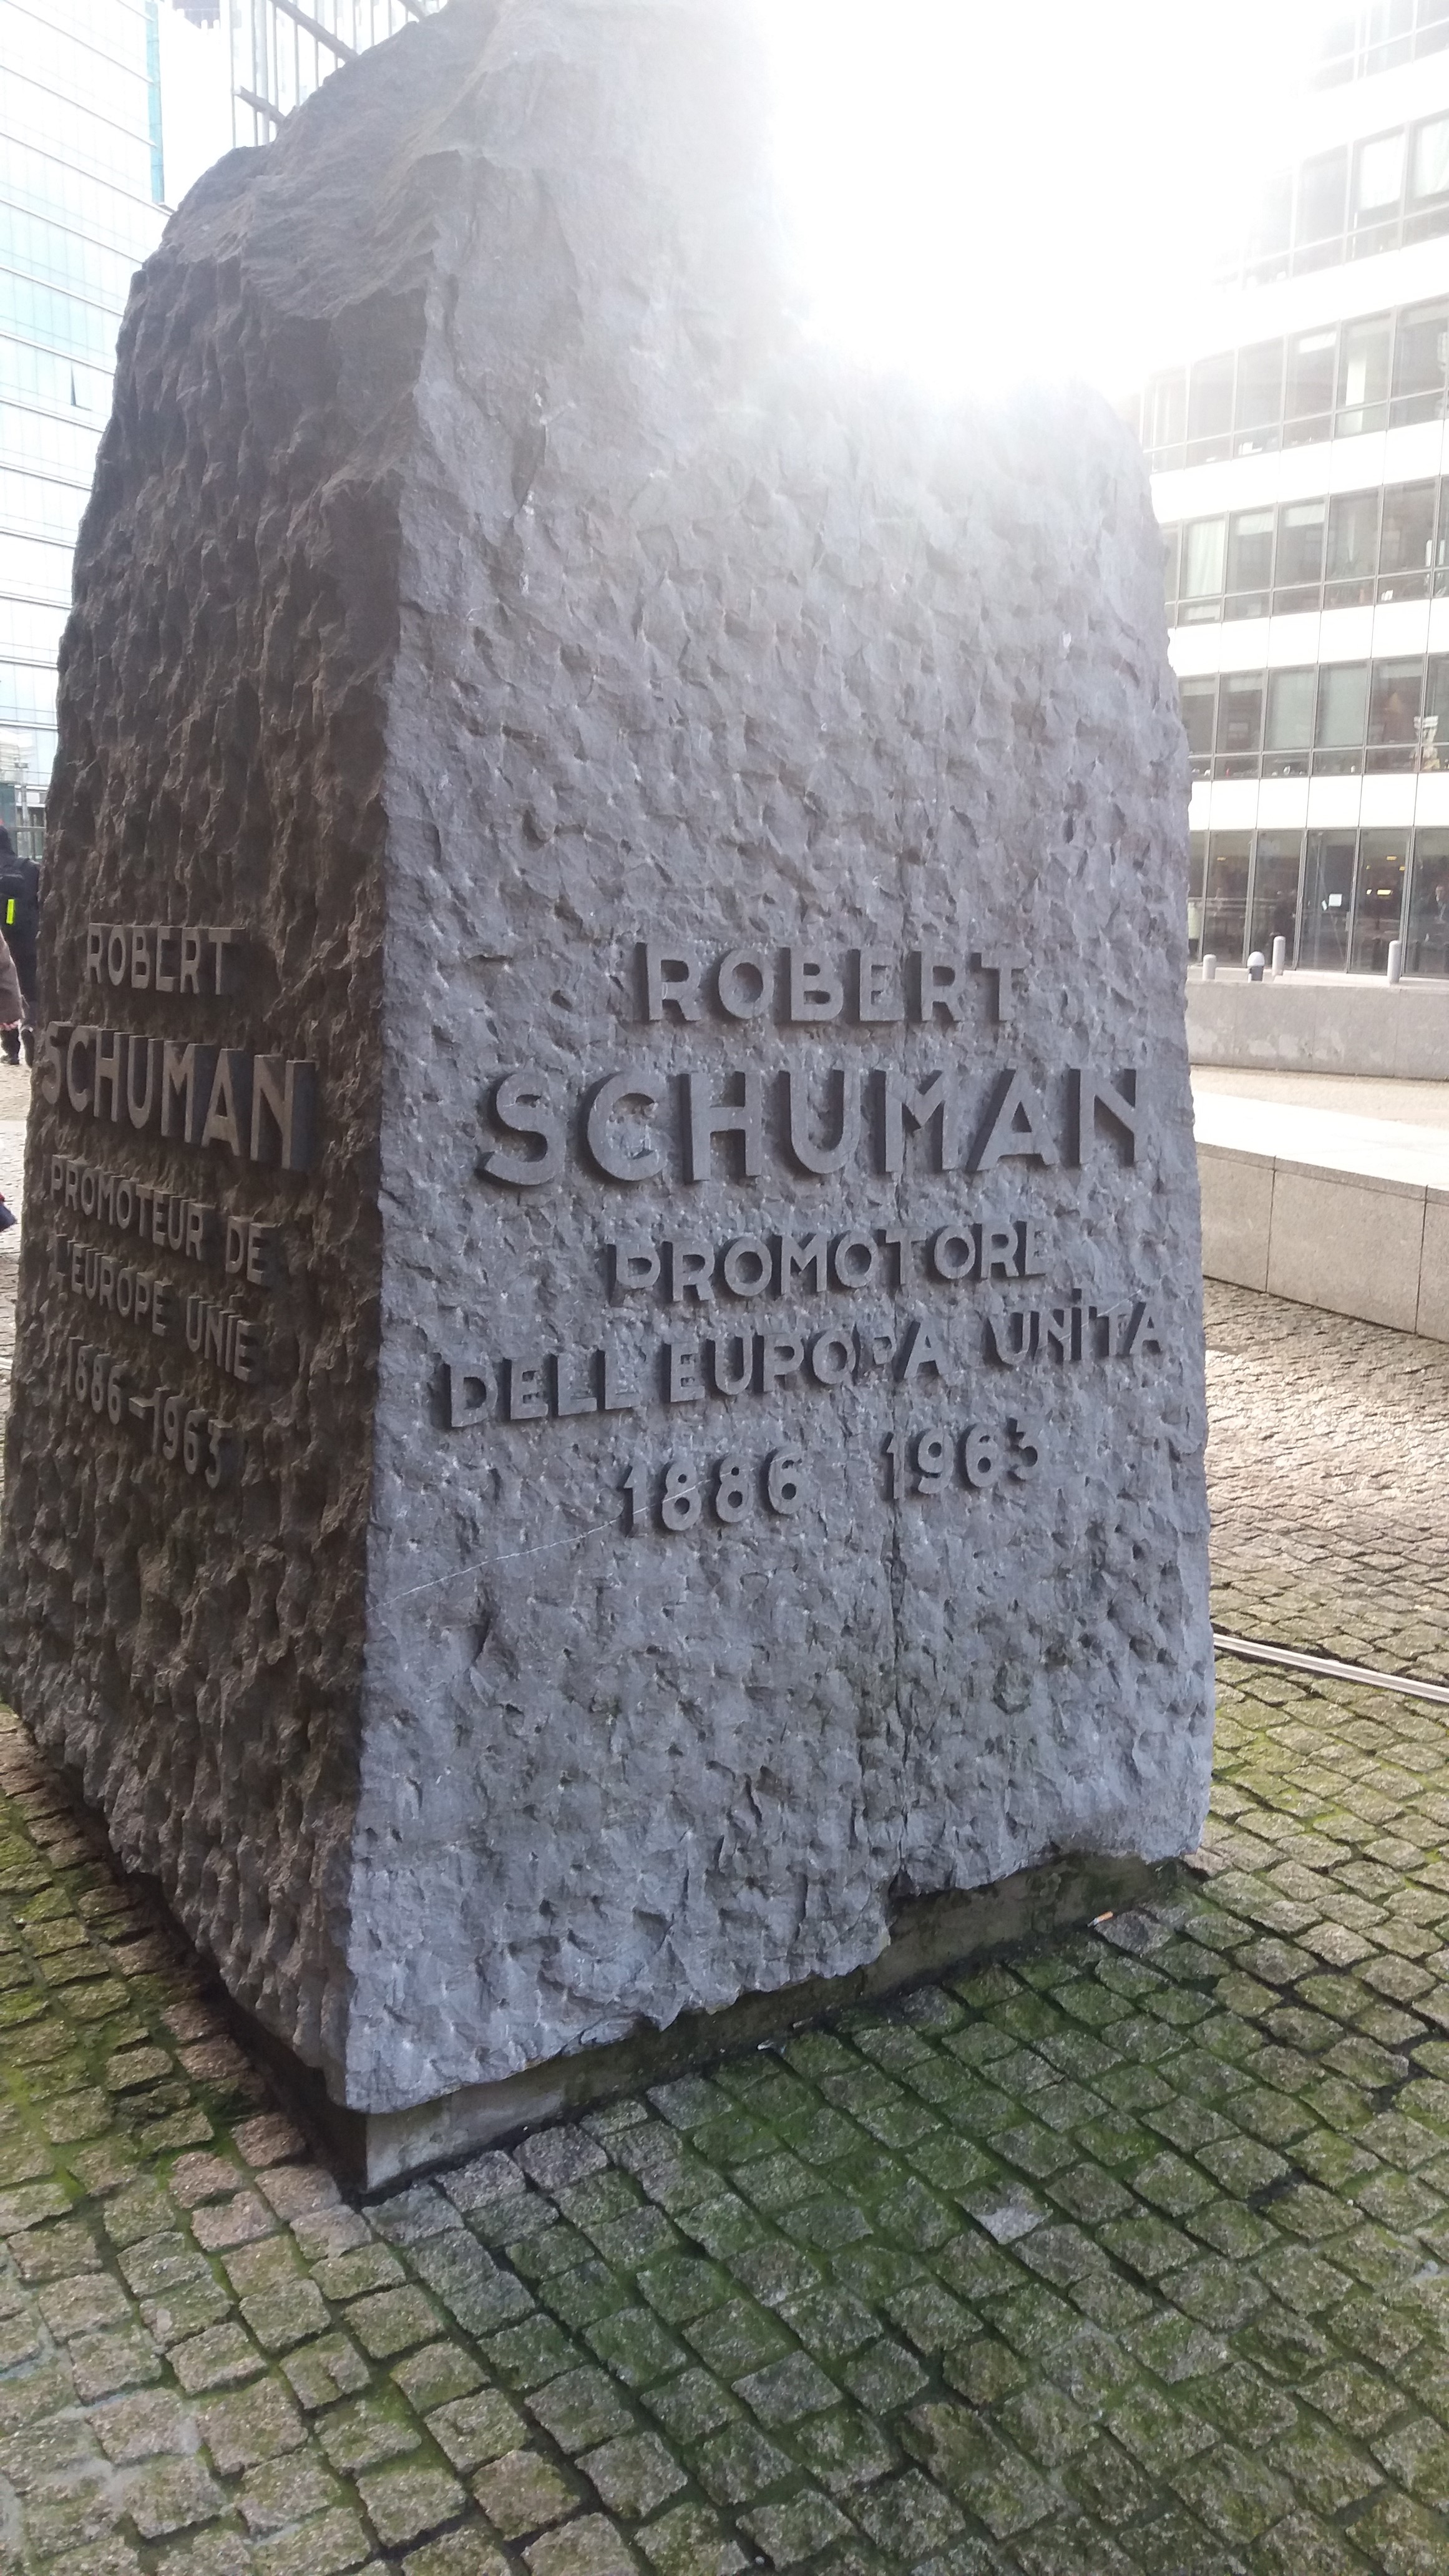 ROBERT
SCHUMAN
PROMOTEUR DE
L'EUROPE UNIE
1886-1963
ROBERT
SCHUMAN
PROMOTORE
DELL EUROPA UNITA
1886 1963